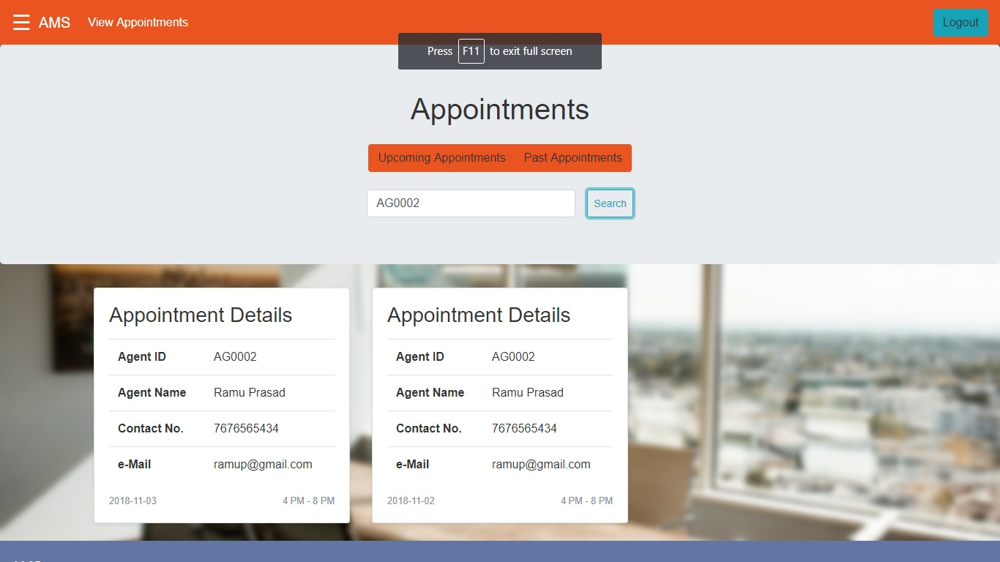 ☰ AMS View Appointments Logout
Press F11 to exit full screen
Appointments
Upcoming Appointments Past Appointments
AG0002 Search
Appointment Details
Agent ID AG0002
Agent Name Ramu Prasad
Contact No. 7676565434
e-Mail ramup@gmail.com
2018-11-03 4 PM - 8 PM
Appointment Details
Agent ID AG0002
Agent Name Ramu Prasad
Contact No. 7676565434
e-Mail ramup@gmail.com
2018-11-02 4 PM - 8 PM